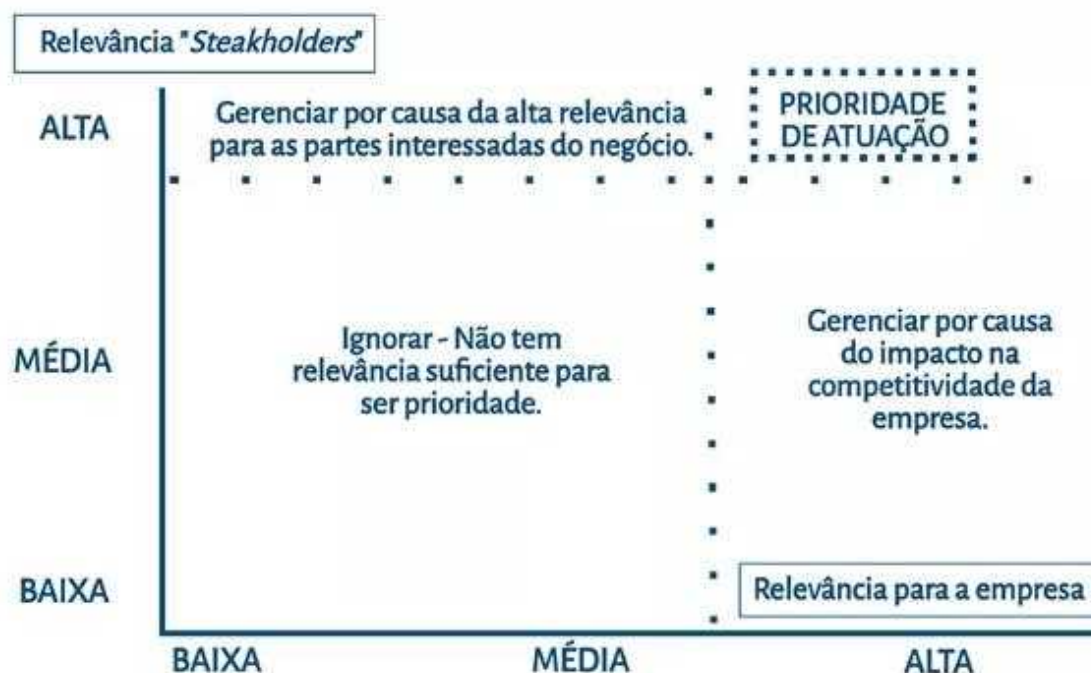 Relevância "Steakholders"
ALTA
Gerenciar por causa da alta relevância
para as partes interessadas do negócio.
PRIORIDADE
DE ATUAÇÃO
MÉDIA
Ignorar - Não tem
relevância suficiente para
ser prioridade.
Gerenciar por causa
do impacto na
competitividade da
empresa.
BAIXA
Relevância para a empresa
BAIXA
MÉDIA
ALTA